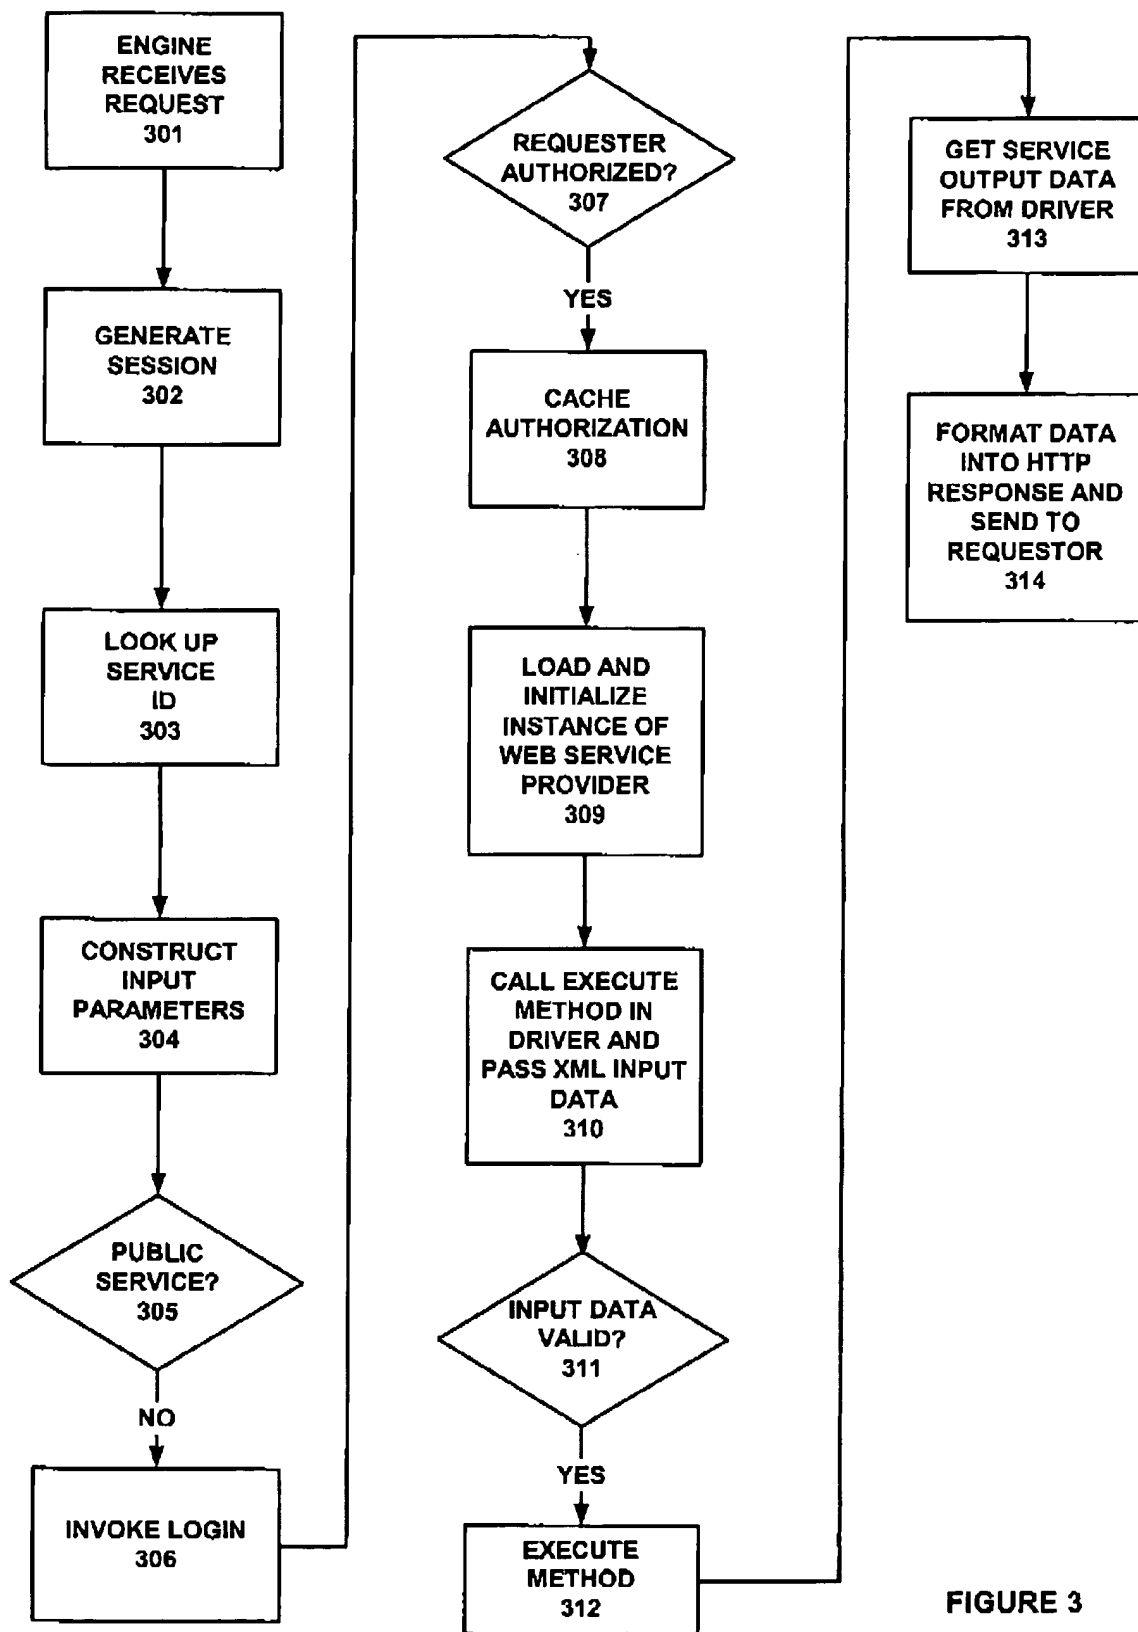 ENGINE
RECEIVES
REQUEST
301
GENERATE
SESSION
302
LOOK UP
SERVICE
ID
303
CONSTRUCT
INPUT
PARAMETERS
304
PUBLIC
SERVICE?
305
NO
INVOKE LOGIN
306
REQUESTER
AUTHORIZED?
307
YES
CACHE
AUTHORIZATION
308
LOAD AND
INITIALIZE
INSTANCE OF
WEB SERVICE
PROVIDER
309
CALL EXECUTE
METHOD IN
DRIVER AND
PASS XML INPUT
DATA
310
INPUT DATA
VALID?
311
YES
EXECUTE
METHOD
312
GET SERVICE
OUTPUT DATA
FROM DRIVER
313
FORMAT DATA
INTO HTTP
RESPONSE AND
SEND TO
REQUESTOR
314
FIGURE 3